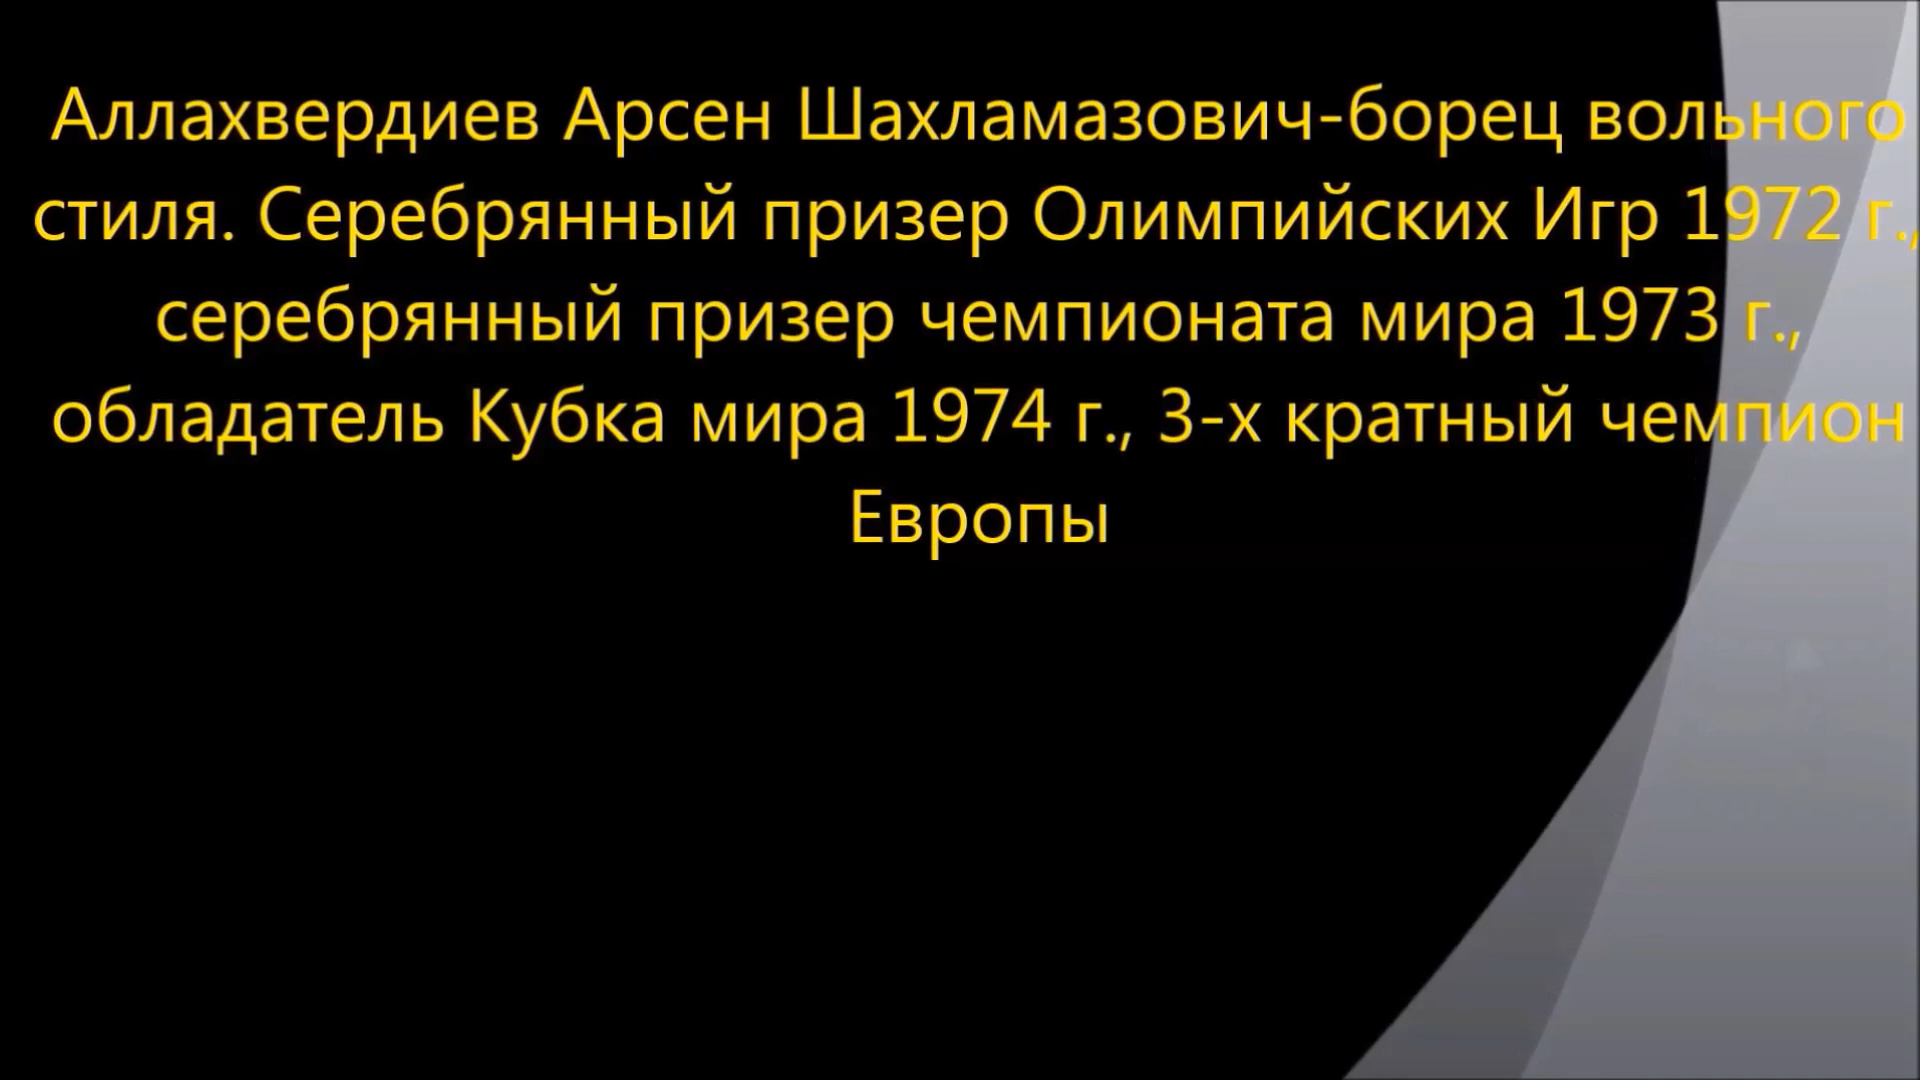 Аллахвердиев Арсен Шахламазович-борец вольного
стиля. Серебрянный призер Олимпийских Игр 1972 г.,
серебрянный призер чемпионата мира 1973 г.,
обладатель Кубка мира 1974 г., 3-х кратный чемпион
Европы